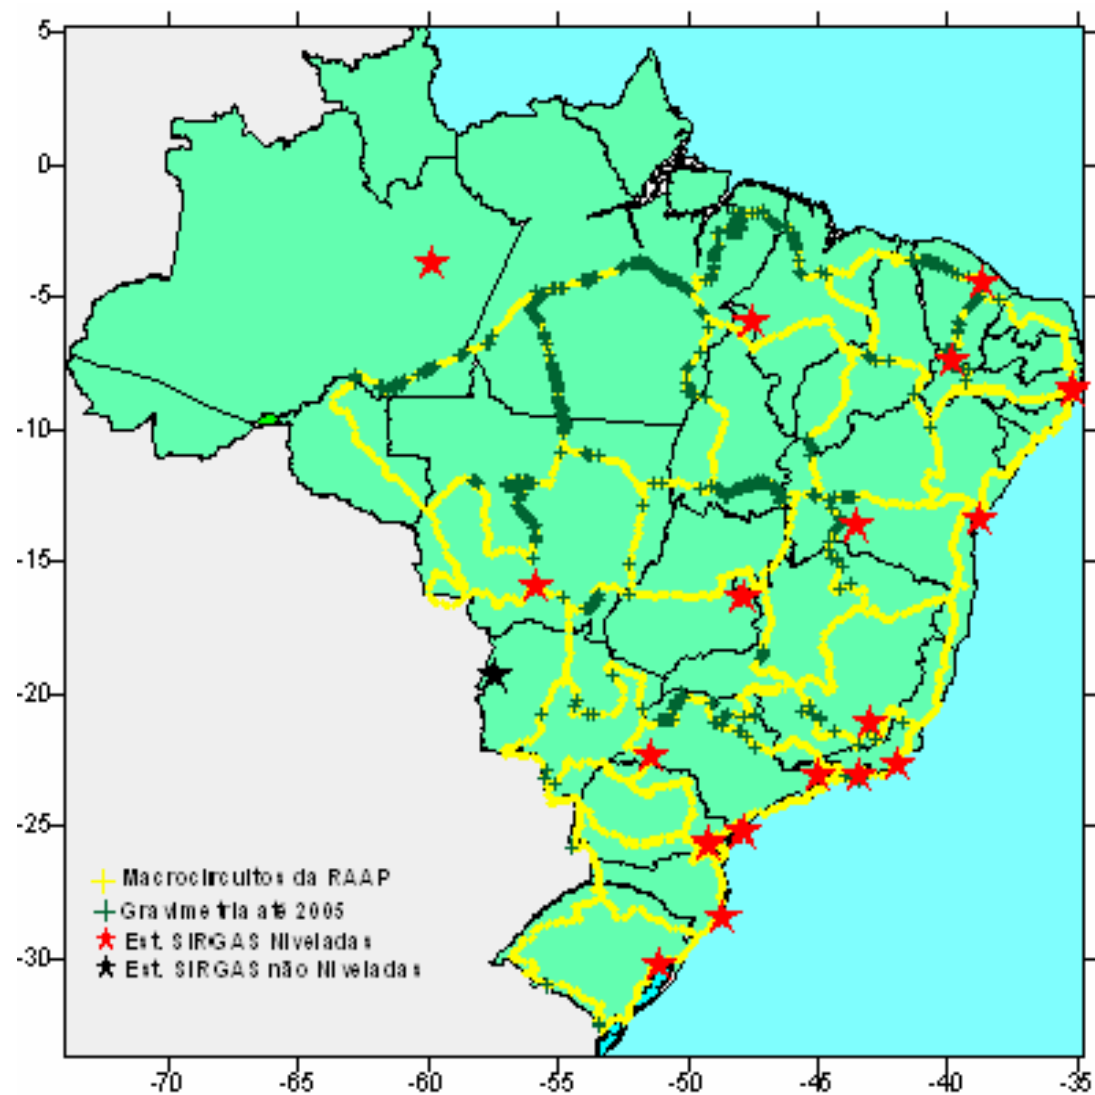 5
0
-5
-10
-15
-20
-25
-30
Macrocircuitos da RAAP
Gravimetria até 2005
Est. SIRGAS Niveladas
Est. SIRGAS não Niveladas
-70 -65 -60 -55 -50 -45 -40 -35